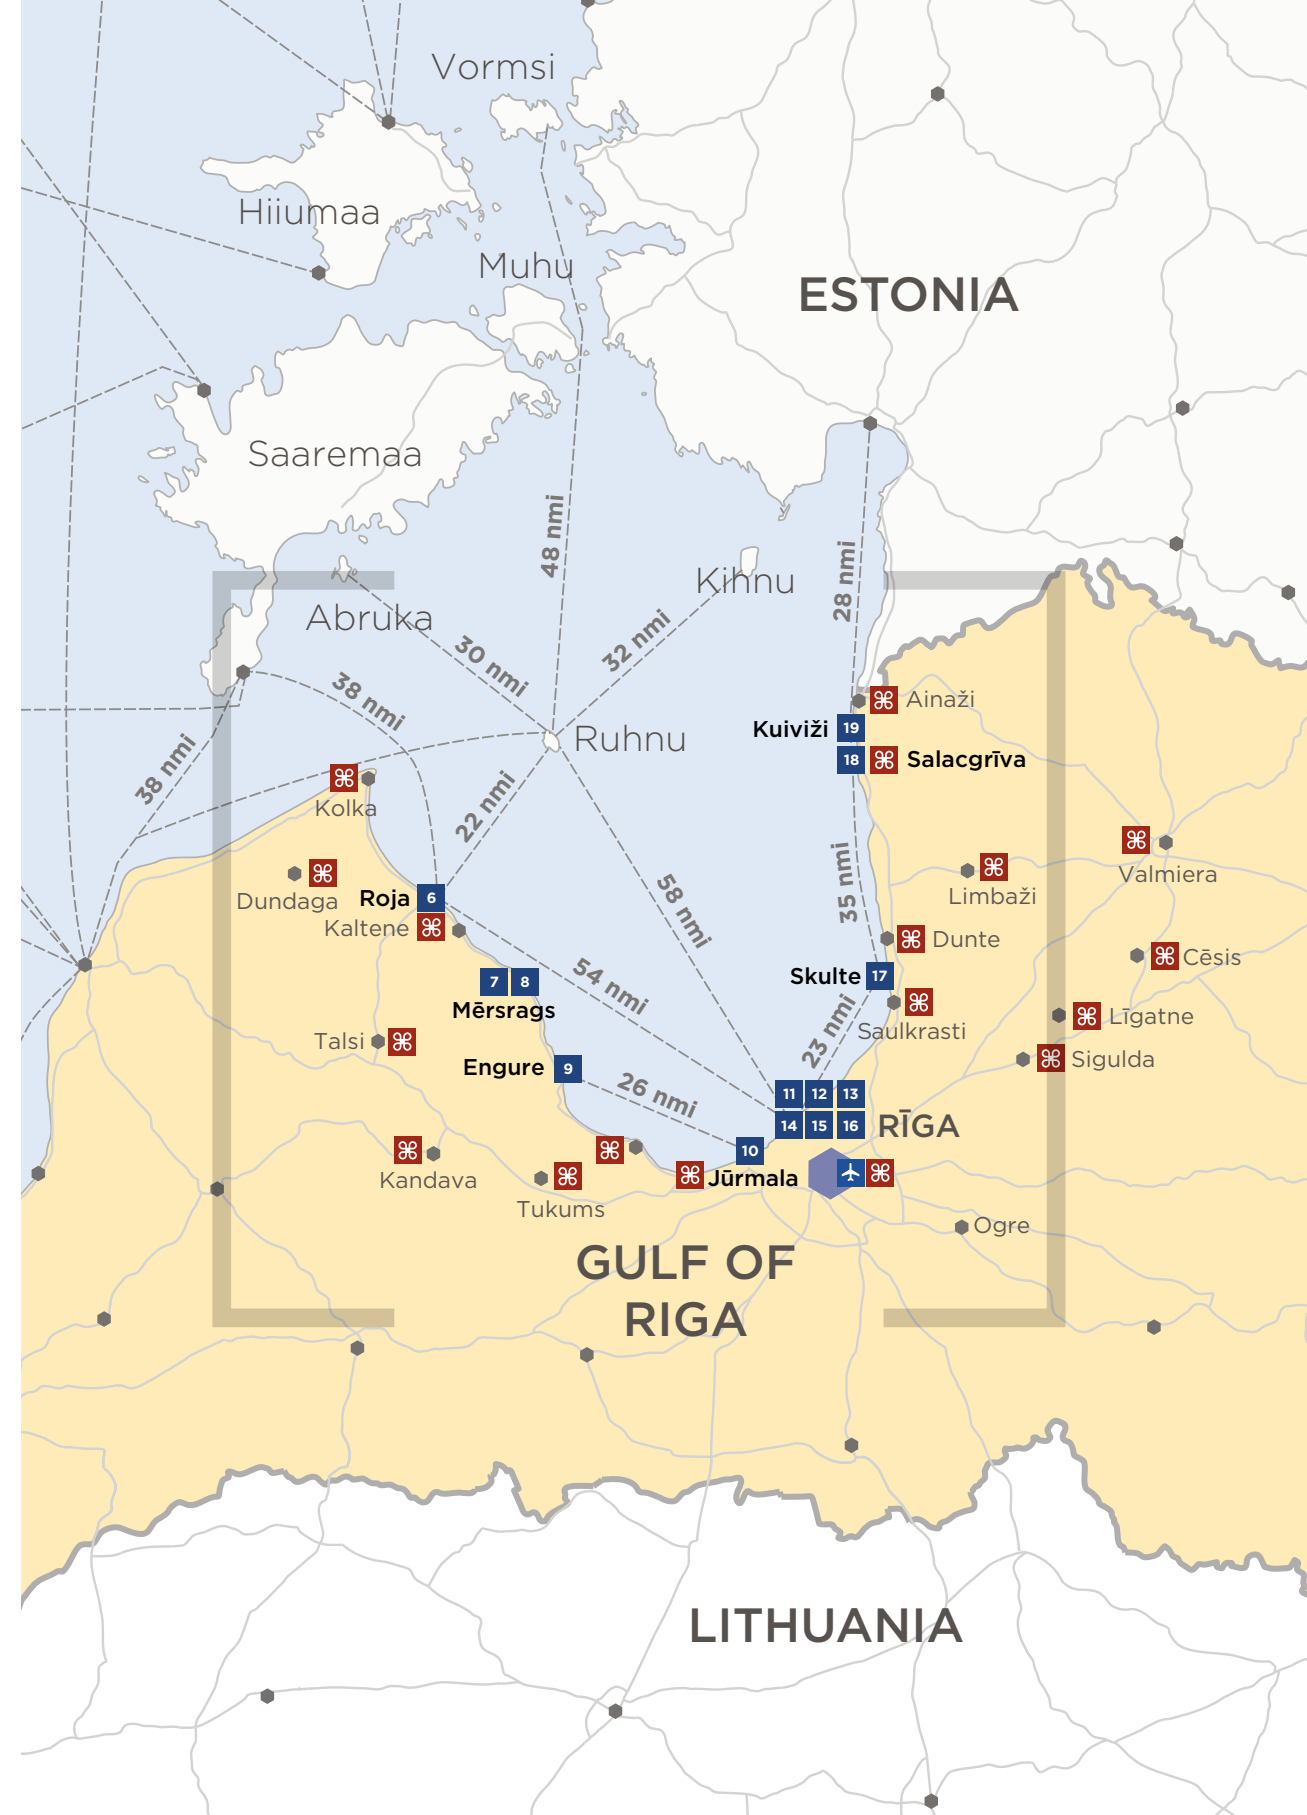 Vormsi
Hiiumaa
Muhu
ESTONIA
Saaremaa
48 nmi
Kihnu
28 nmi
Abruka
30 nmi
32 nmi
38 nmi
Ainaži
Kuiviži
19
Ruhnu
18
Salacgrīva
38 nmi
Kolka
22 nmi
Valmiera
Dundaga
Limbaži
Roja
6
35 nmi
58 nmi
Kaltene
Dunte
Cēsis
7
8
54 nmi
Skulte
17
Mērsrags
Līgatne
Saulkrasti
23 nmi
Talsi
Sigulda
Engure
9
26 nmi
11
12
13
14
15
16
RĪGA
10
Kandava
Jūrmala
Tukums
Ogre
GULF OF
RIGA
LITHUANIA